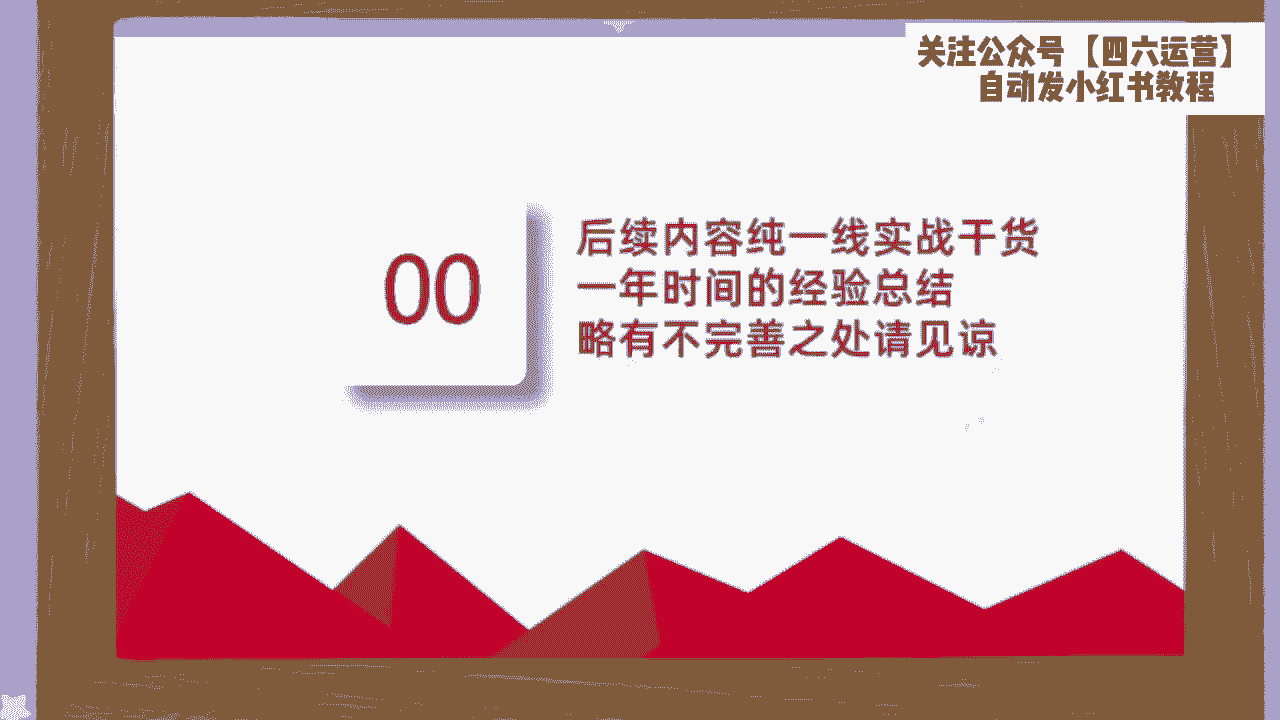 关注公众号【四六运营】
自动发小红书教程
00
后续内容纯一线实战干货
一年时间的经验总结
略有不完善之处请见谅